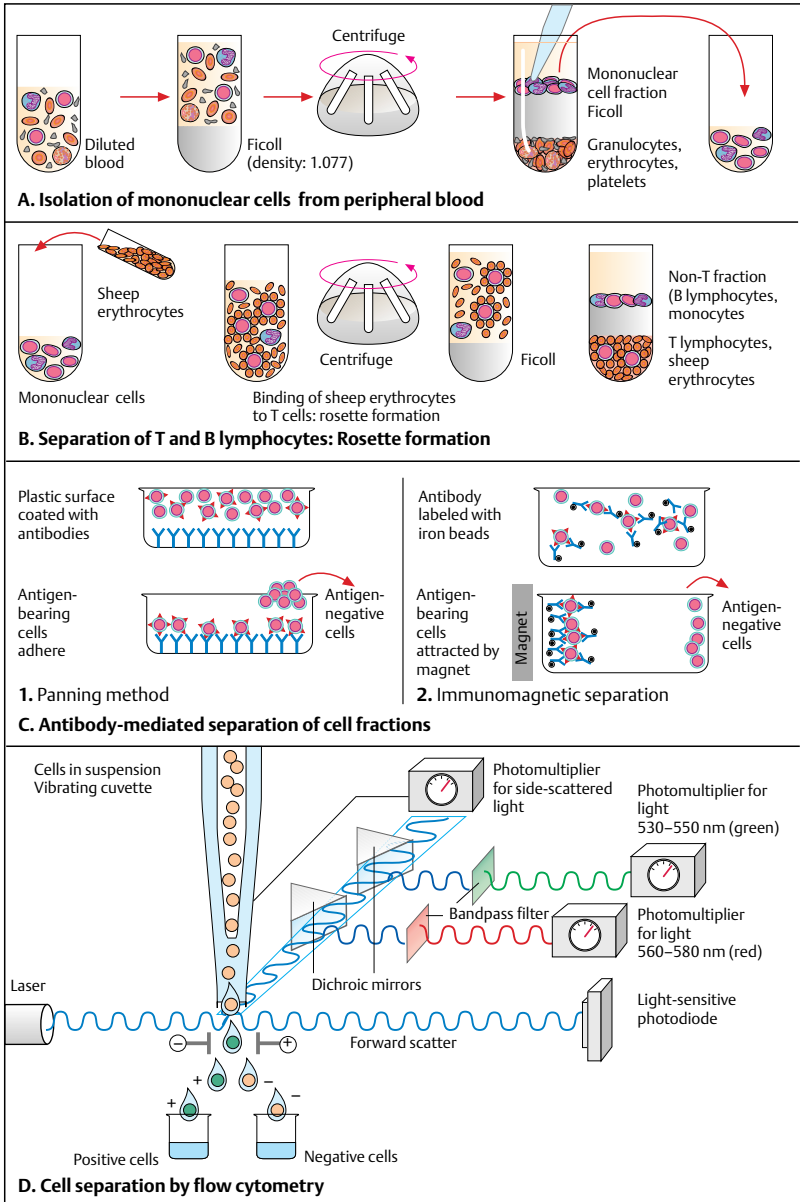 Centrifuge
Diluted
blood
Ficoll
(density: 1.077)
Mononuclear
cell fraction
Ficoll
Granulocytes,
erythrocytes,
platelets
A. Isolation of mononuclear cells from peripheral blood
Sheep
erythrocytes
Mononuclear cells
Binding of sheep erythrocytes
to T cells: rosette formation
Centrifuge
Ficoll
Non-T fraction
(B lymphocytes,
monocytes
T lymphocytes,
sheep
erythrocytes
B. Separation of T and B lymphocytes: Rosette formation
Plastic surface
coated with
antibodies
Antigen-
bearing
cells
adhere
Antigen-
negative
cells
1. Panning method
Antibody
labeled with
iron beads
Antigen-
bearing
cells
attracted by
magnet
Magnet
Antigen-
negative
cells
2. Immunomagnetic separation
C. Antibody-mediated separation of cell fractions
Cells in suspension
Vibrating cuvette
Photomultiplier
for side-scattered
light
Photomultiplier for
light
530–550 nm (green)
Bandpass filter
Photomultiplier
for light
560–580 nm (red)
Dichroic mirrors
Laser
Light-sensitive
photodiode
Forward scatter
− +
+ −
+ −
Positive cells
Negative cells
D. Cell separation by flow cytometry